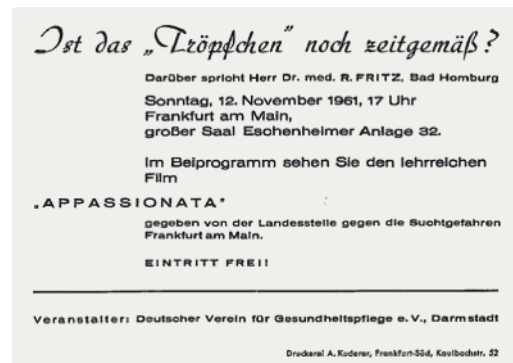 Ist das „Tröpfchen" noch zeitgemäß?
Darüber spricht Herr Dr. med. R. FRITZ, Bad Homburg
Sonntag, 12. November 1961, 17 Uhr
Frankfurt am Main,
großer Saal Eschenheimer Anlage 32.
Im Beiprogramm sehen Sie den lehrreichen
Film
„APPASSIONATA"
gegeben von der Landesstelle gegen die Suchtgefahren
Frankfurt am Main.
EINTRITT FREI!
Veranstalter: Deutscher Verein für Gesundheitspflege e. V., Darmstadt
Druckerei A. Kuderer, Frankfurt-Süd, Kaulbachstr. 52